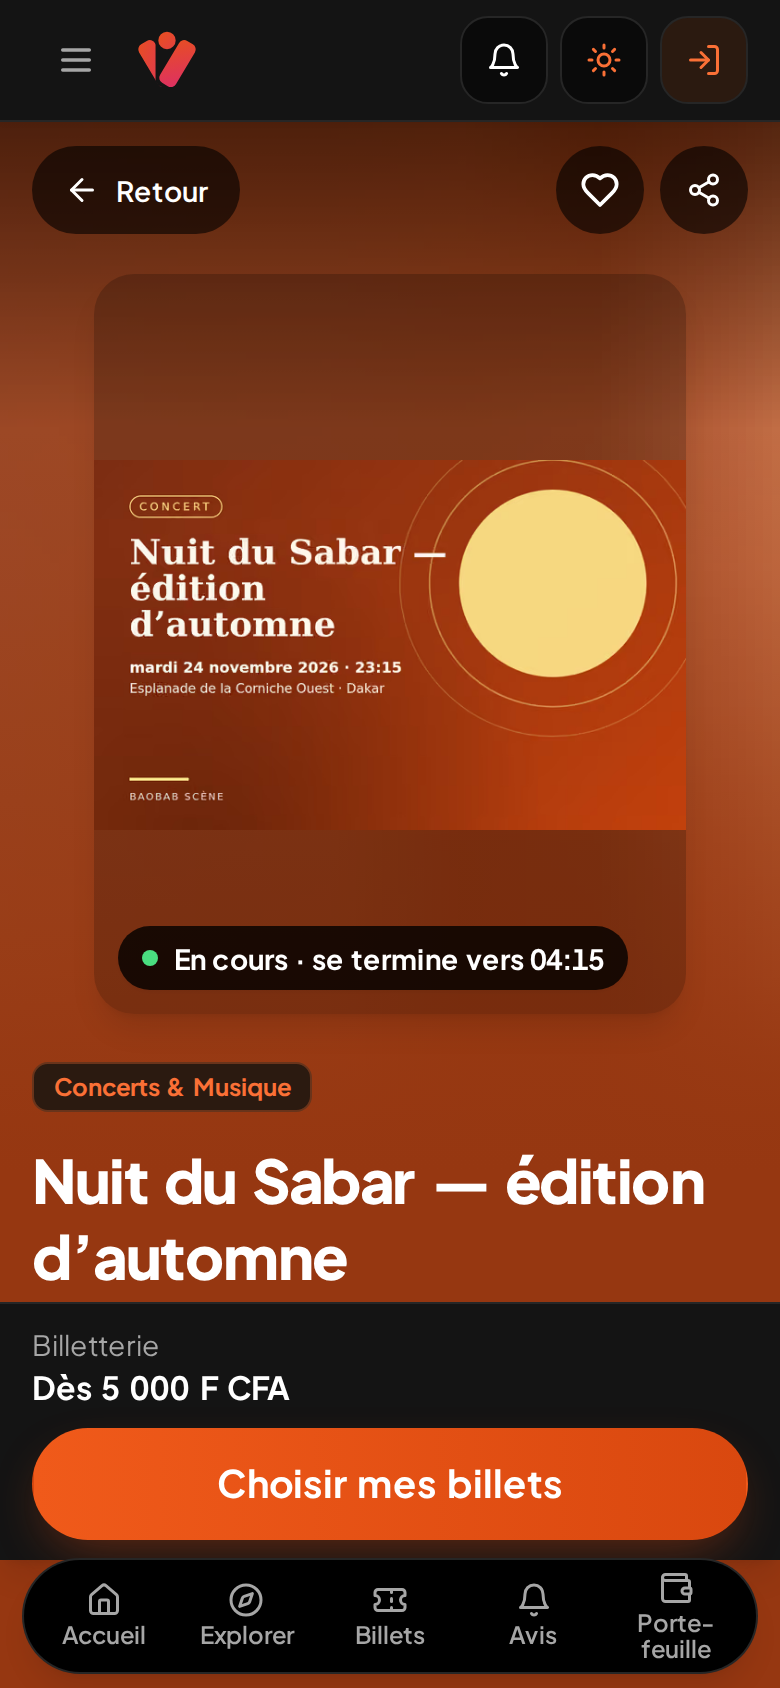 Retour
CONCERT
Nuit du Sabar —
édition
d’automne
mardi 24 novembre 2026 · 23:15
Esplanade de la Corniche Ouest · Dakar
BAOBAB SCÈNE
En cours · se termine vers 04:15
Concerts & Musique
Nuit du Sabar — édition
d’automne
Billetterie
Dès 5 000 F CFA
Choisir mes billets
Accueil
Explorer
Billets
Avis
Porte-
feuille